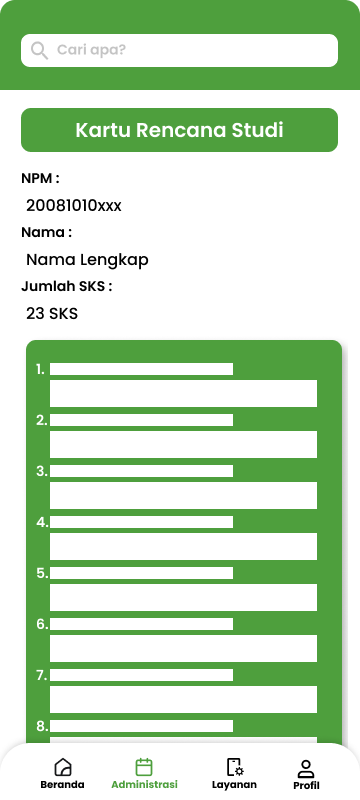 Cari apa?
Kartu Rencana Studi
NPM :
20081010xxx
Nama :
Nama Lengkap
Jumlah SKS :
23 SKS
1.
2.
3.
4.
5.
6.
7.
8.
Beranda Administrasi Layanan Profil